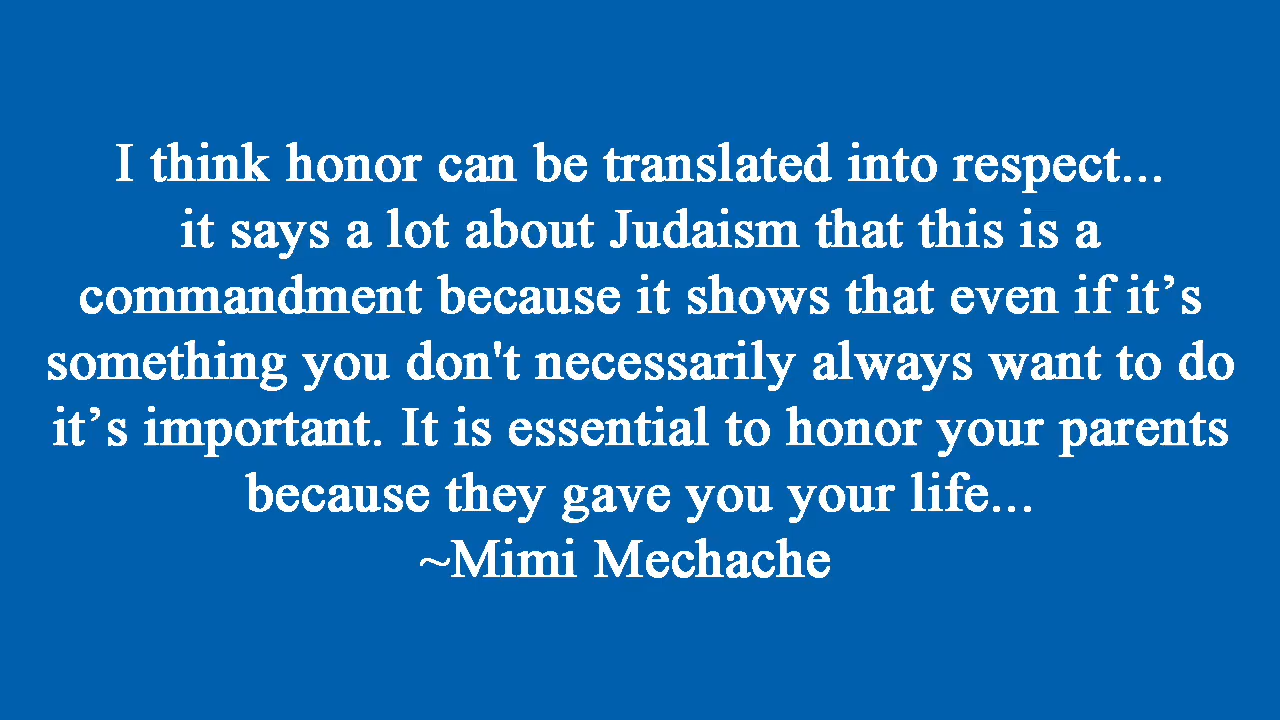 I think honor can be translated into respect...
it says a lot about Judaism that this is a
commandment because it shows that even if it’s
something you don't necessarily always want to do
it’s important. It is essential to honor your parents
because they gave you your life...
~Mimi Mechache